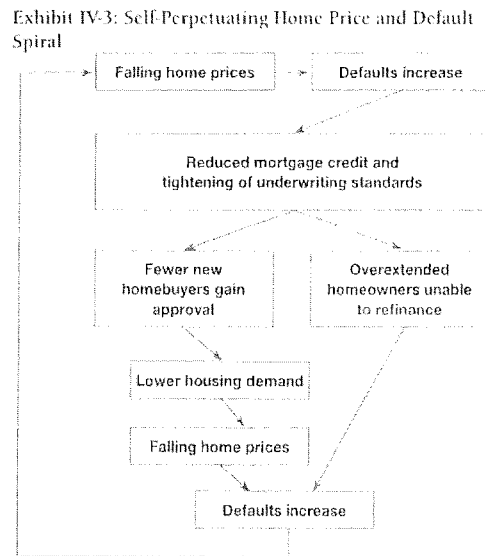 Exhibit IV-3: Self-Perpetuating Home Price and Default
Spiral
Falling home prices
Defaults increase
Reduced mortgage credit and
tightening of underwriting standards
Fewer new
homebuyers gain
approval
Overextended
homeowners unable
to refinance
Lower housing demand
Falling home prices
Defaults increase